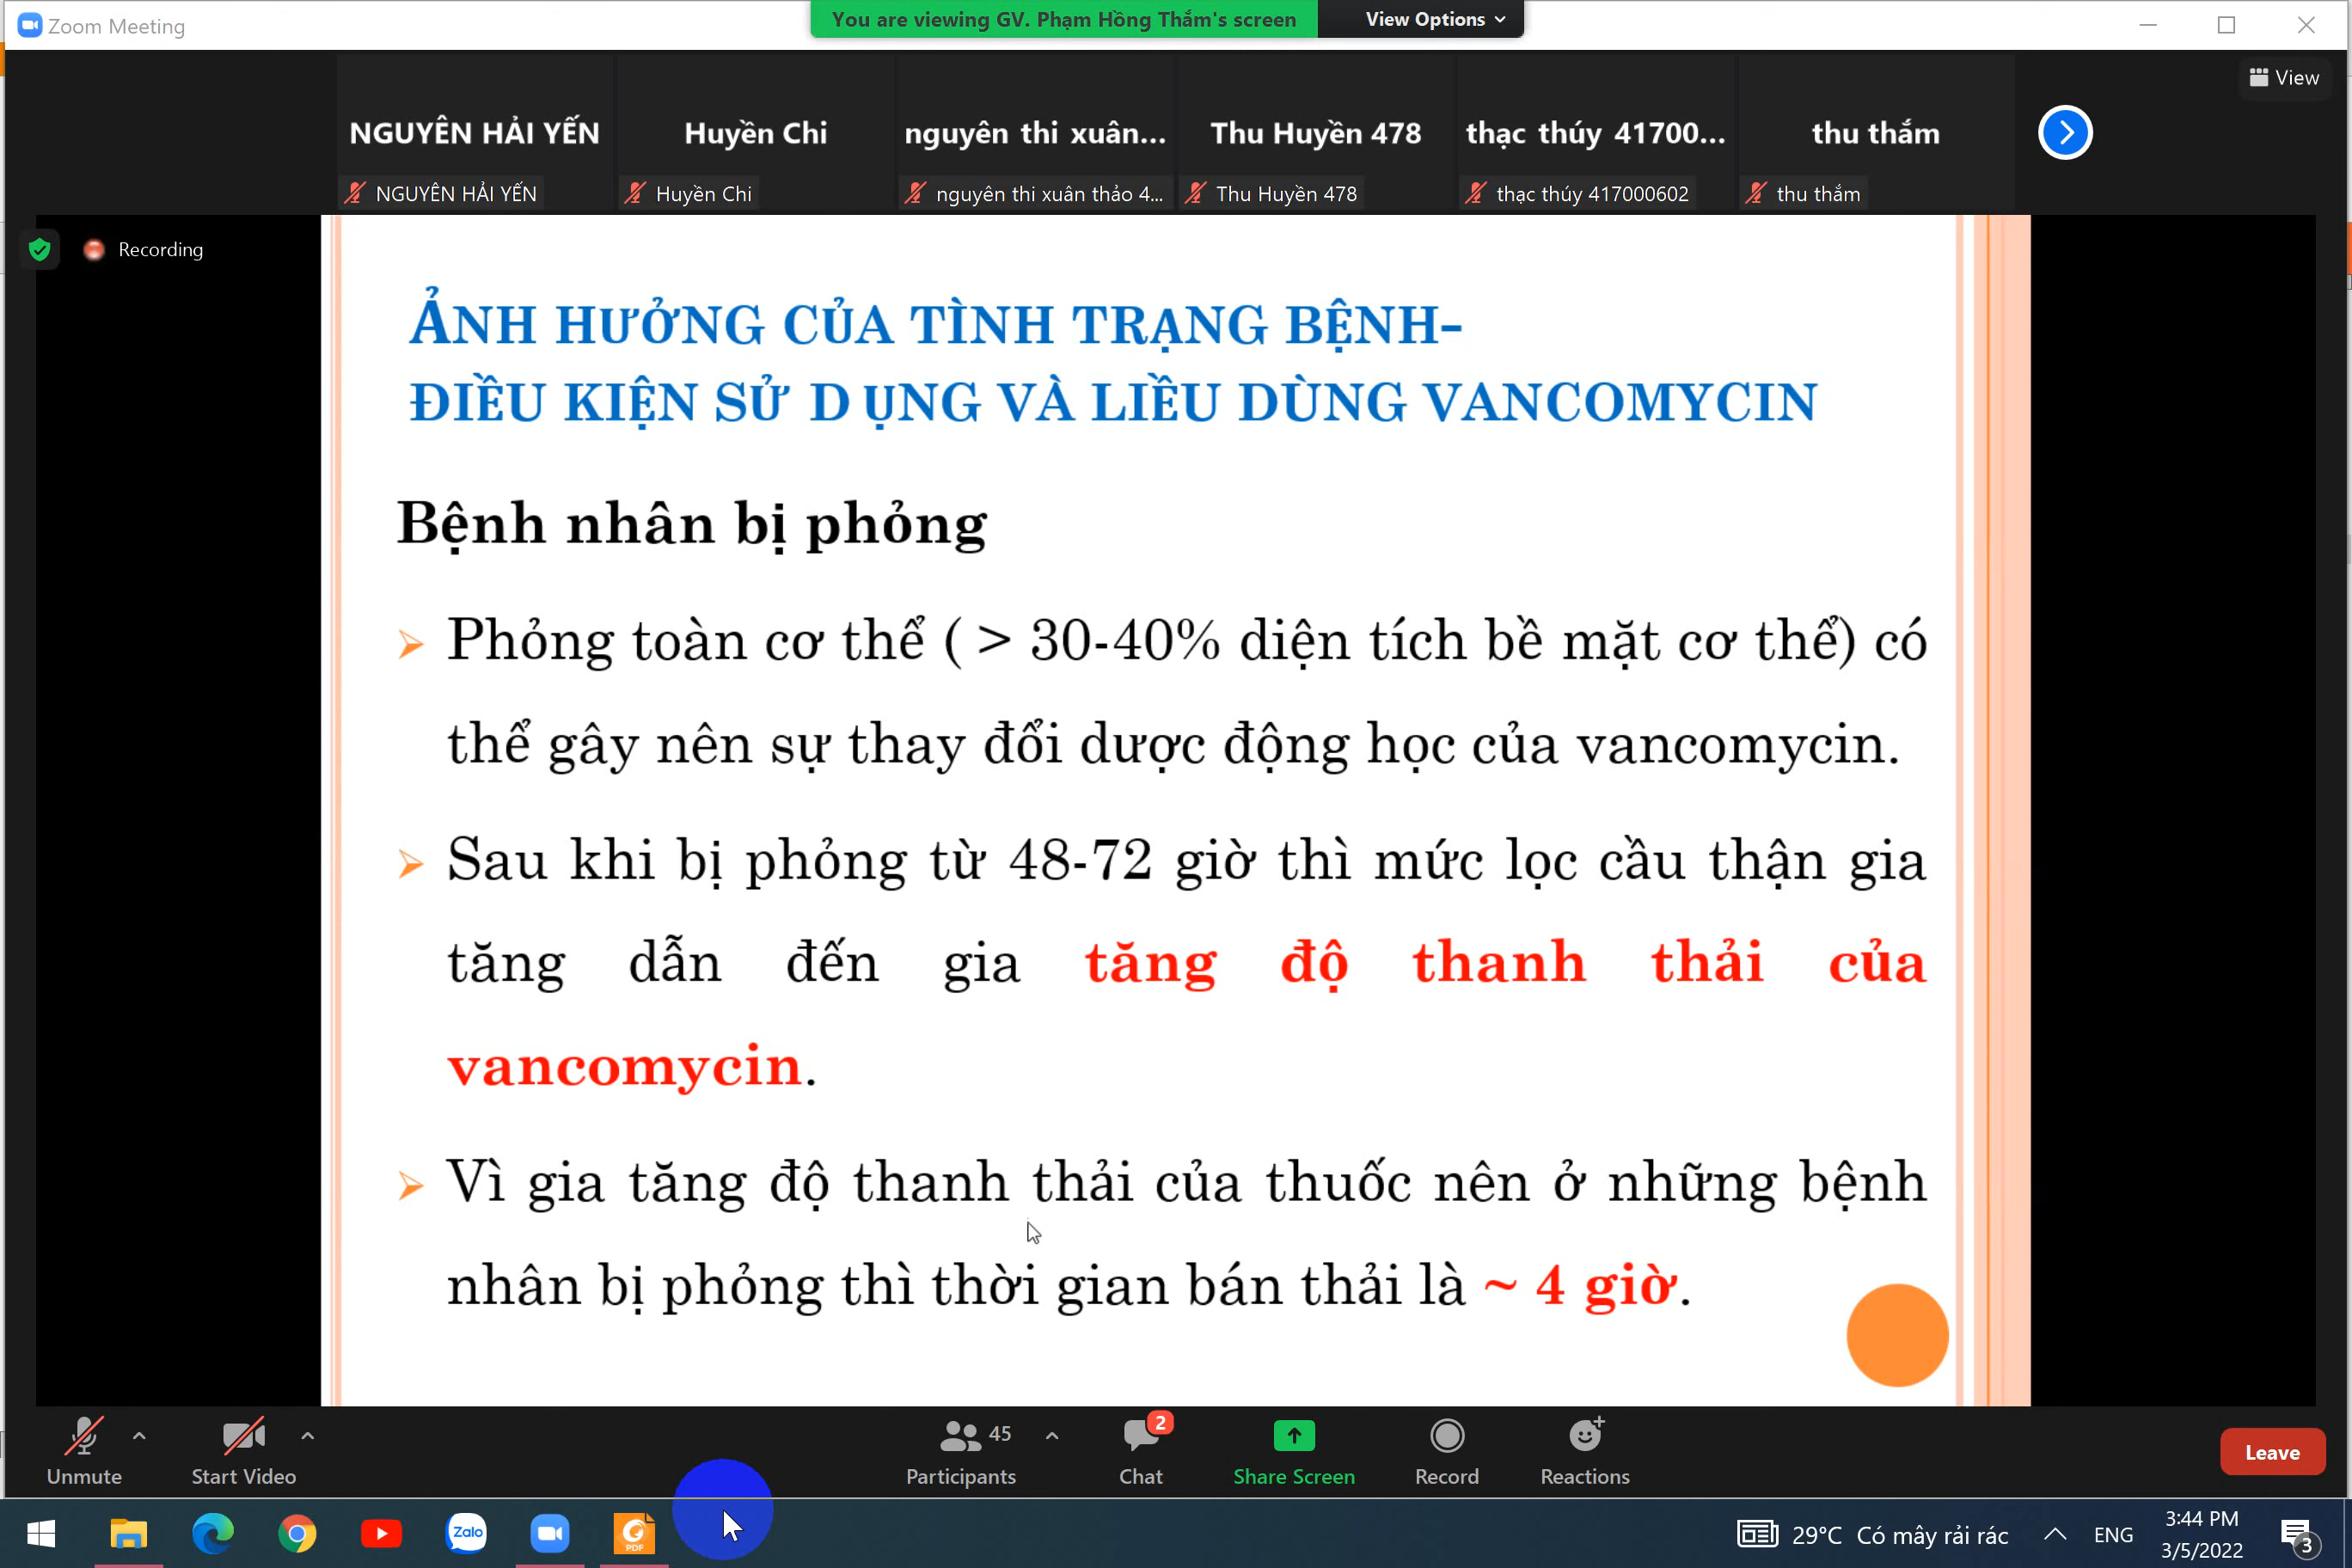 Zoom Meeting
You are viewing GV. Phạm Hồng Thắm's screen
View Options
View
NGUYÊN HẢI YẾN
Huyền Chi
nguyên thi xuân...
Thu Huyền 478
thạc thúy 41700...
thu thắm
NGUYÊN HẢI YẾN
Huyền Chi
nguyên thi xuân thảo 4...
Thu Huyền 478
thạc thúy 417000602
thu thắm
Recording
ẢNH HƯỞNG CỦA TÌNH TRẠNG BỆNH–
ĐIỀU KIỆN SỬ DỤNG VÀ LIỀU DÙNG VANCOMYCIN
Bệnh nhân bị phỏng
Phỏng toàn cơ thể ( > 30-40% diện tích bề mặt cơ thể) có
thể gây nên sự thay đổi dược động học của vancomycin.
Sau khi bị phỏng từ 48-72 giờ thì mức lọc cầu thận gia
tăng dẫn đến gia tăng độ thanh thải của
vancomycin.
Vì gia tăng độ thanh thải của thuốc nên ở những bệnh
nhân bị phỏng thì thời gian bán thải là ~ 4 giờ.
Unmute
Start Video
45
Participants
2
Chat
Share Screen
Record
Reactions
Leave
Zalo
PDF
29°C Có mây rải rác
ENG
3:44 PM
3/5/2022
3